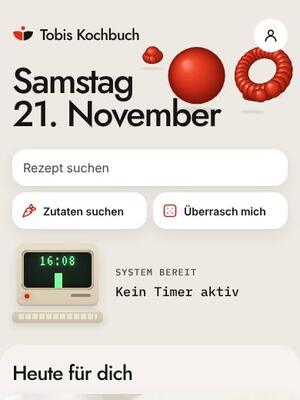 Tobis Kochbuch
Samstag
21. November
Rezept suchen
Zutaten suchen
Überrasch mich
16:08
SYSTEM BEREIT
Kein Timer aktiv
Heute für dich